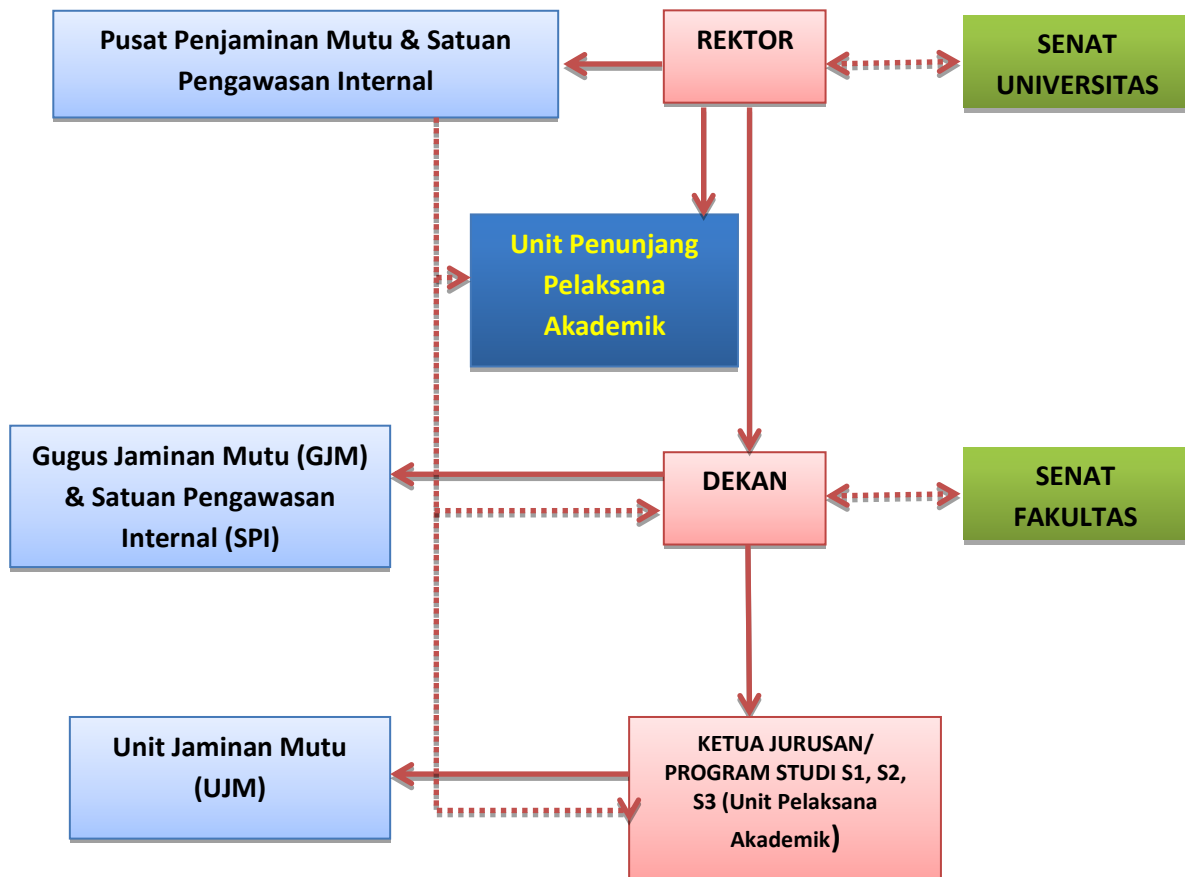 Pusat Penjaminan Mutu & Satuan
Pengawasan Internal
REKTOR
SENAT
UNIVERSITAS
Unit Penunjang
Pelaksana
Akademik
Gugus Jaminan Mutu (GJM)
& Satuan Pengawasan
Internal (SPI)
DEKAN
SENAT
FAKULTAS
Unit Jaminan Mutu
(UJM)
KETUA JURUSAN/
PROGRAM STUDI S1, S2,
S3 (Unit Pelaksana
Akademik)